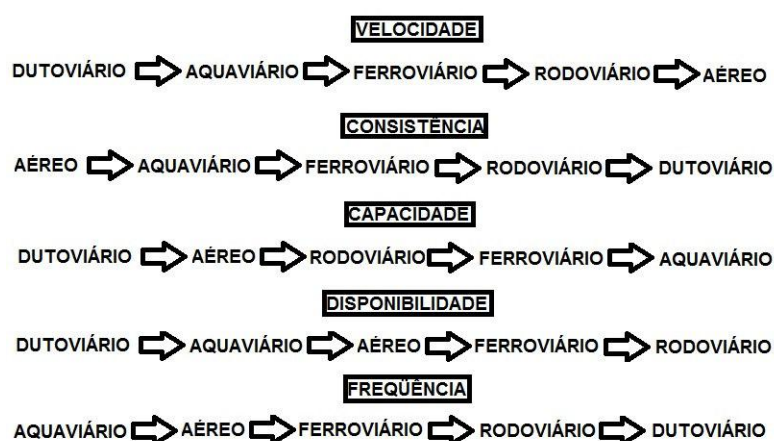 VELOCIDADE
DUTOVIÁRIO AQUAVIÁRIO FERROVIÁRIO RODOVIÁRIO AÉREO
CONSISTÊNCIA
AÉREO AQUAVIÁRIO FERROVIÁRIO RODOVIÁRIO DUTOVIÁRIO
CAPACIDADE
DUTOVIÁRIO AÉREO RODOVIÁRIO FERROVIÁRIO AQUAVIÁRIO
DISPONIBILIDADE
DUTOVIÁRIO AQUAVIÁRIO AÉREO FERROVIÁRIO RODOVIÁRIO
FREQÜÊNCIA
AQUAVIÁRIO AÉREO FERROVIÁRIO RODOVIÁRIO DUTOVIÁRIO